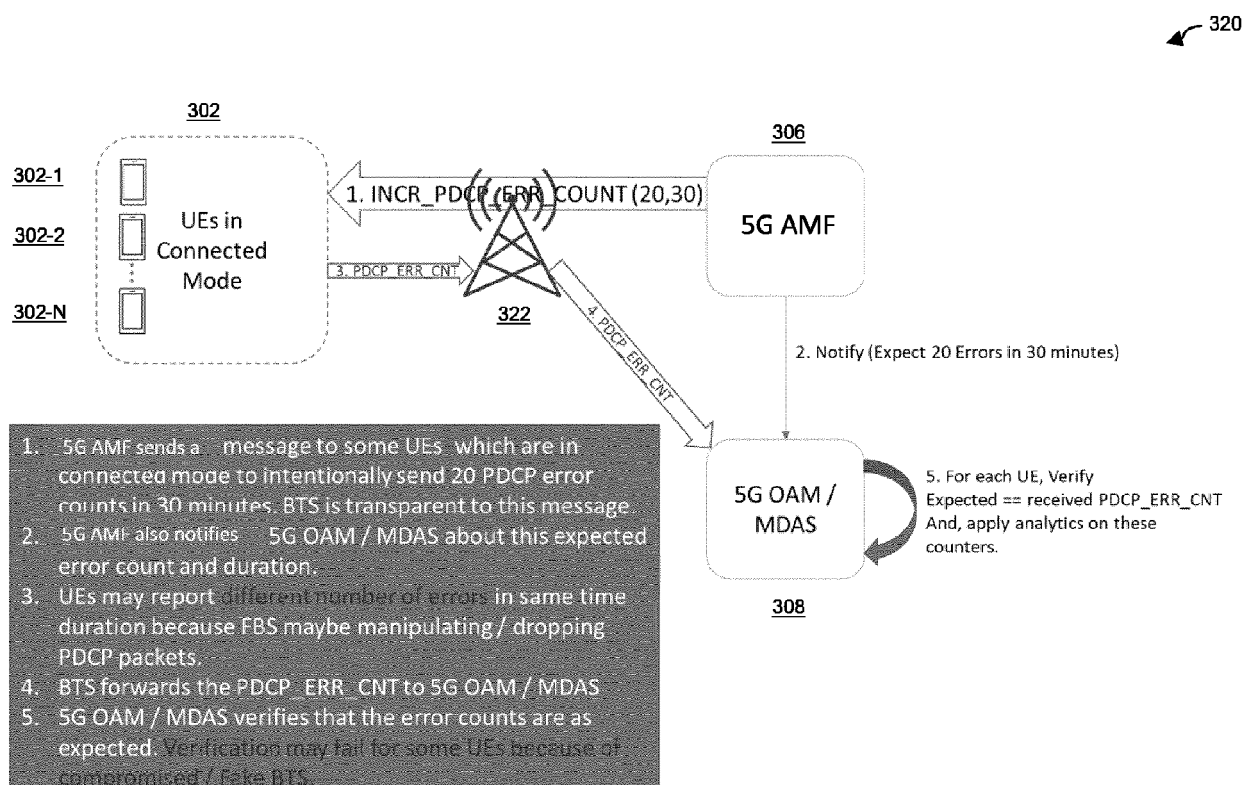 320
302
306
302-1
302-2
302-N
UEs in
Connected
Mode
1. INCR_PDCP_ERR_COUNT (20,30)
5G AMF
3. PDCP_ERR_CNT
322
4. PDCP_ERR_CNT
2. Notify (Expect 20 Errors in 30 minutes)
5G OAM /
MDAS
5. For each UE, Verify
Expected == received PDCP_ERR_CNT
And, apply analytics on these
counters.
308
1. 5G AMF sends a message to some UEs which are in
connected mode to intentionally send 20 PDCP error
counts in 30 minutes. BTS is transparent to this message.
2. 5G AMF also notifies 5G OAM / MDAS about this expected
error count and duration.
3. UEs may report different number of errors in same time
duration because FBS maybe manipulating / dropping
PDCP packets.
4. BTS forwards the PDCP_ERR_CNT to 5G OAM / MDAS
5. 5G OAM / MDAS verifies that the error counts are as
expected. Verification may fail for some UEs because of
compromised / Fake BTS.